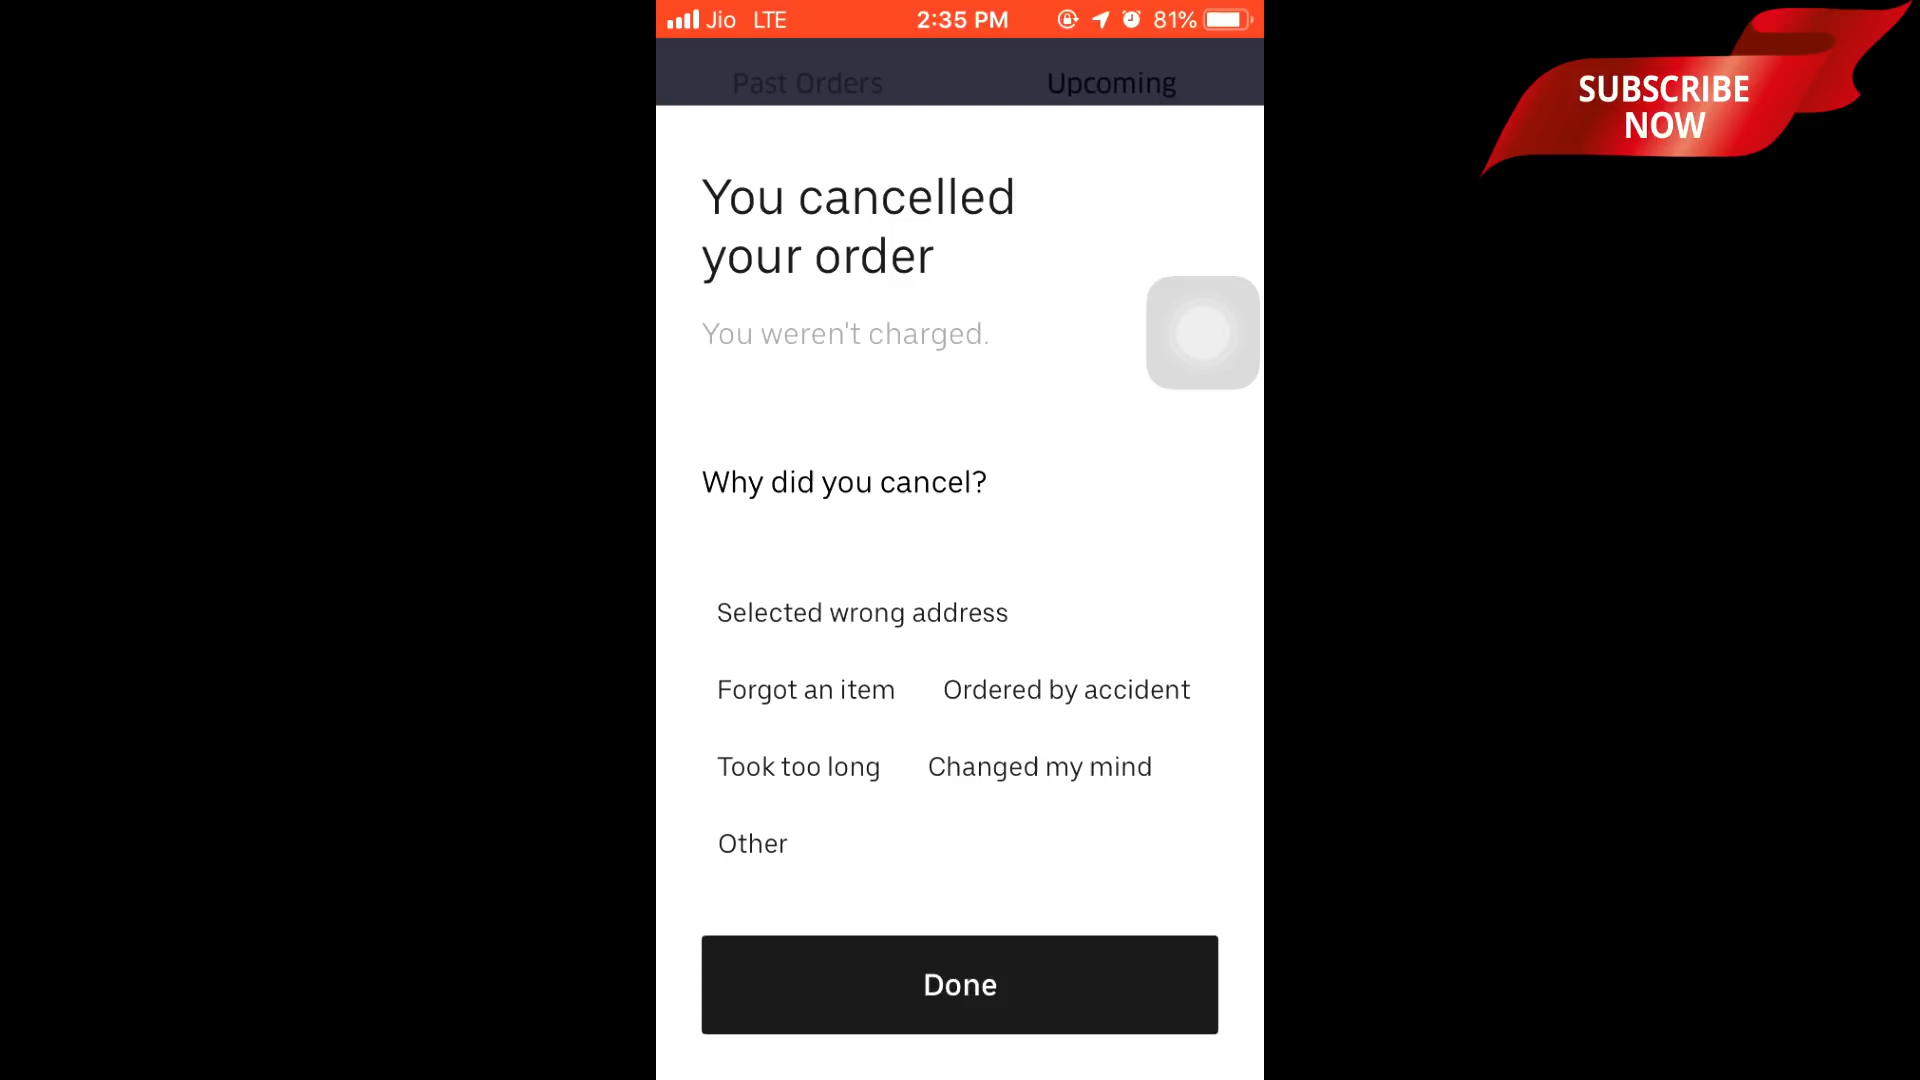 Jio LTE 2:35 PM 81%
Past Orders Upcoming
SUBSCRIBE
NOW
You cancelled
your order
You weren't charged.
Why did you cancel?
Selected wrong address
Forgot an item Ordered by accident
Took too long Changed my mind
Other
Done